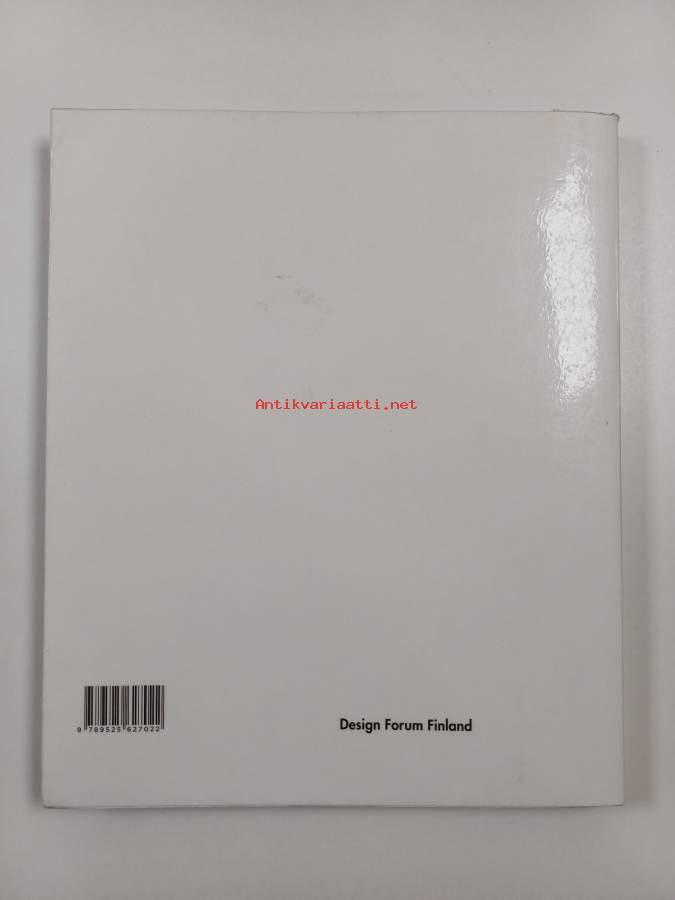 Antikvariaatti.net
9 789525 627022
Design Forum Finland